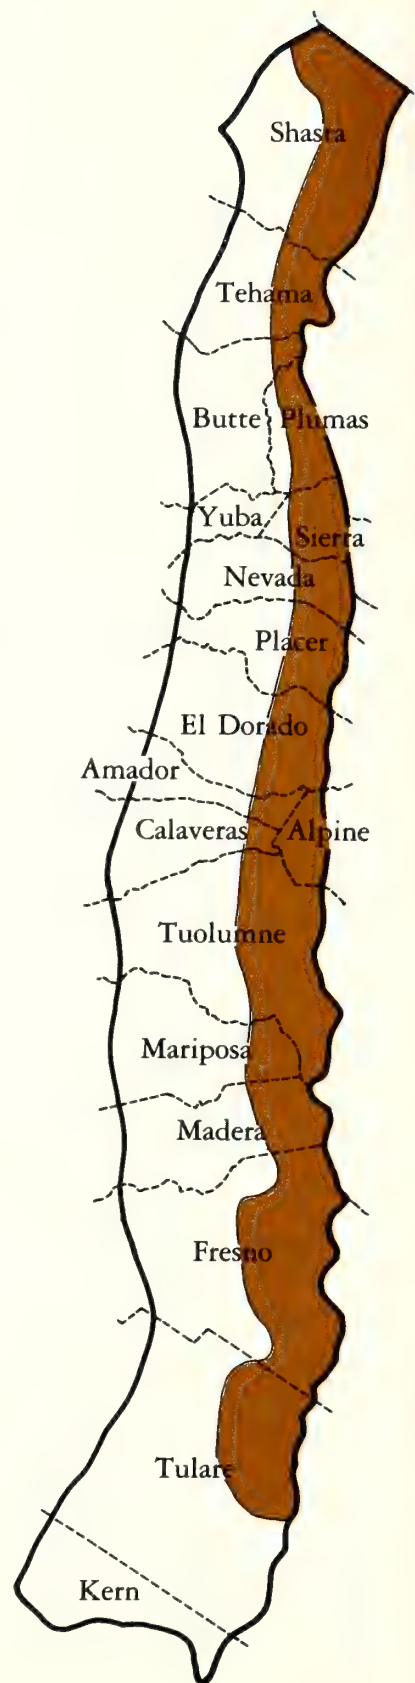 Shasta
Tehama
Butte
Plumas
Yuba
Sierra
Nevada
Placer
El Dorado
Amador
Calaveras
Alpine
Tuolumne
Mariposa
Madera
Fresno
Tulare
Kern